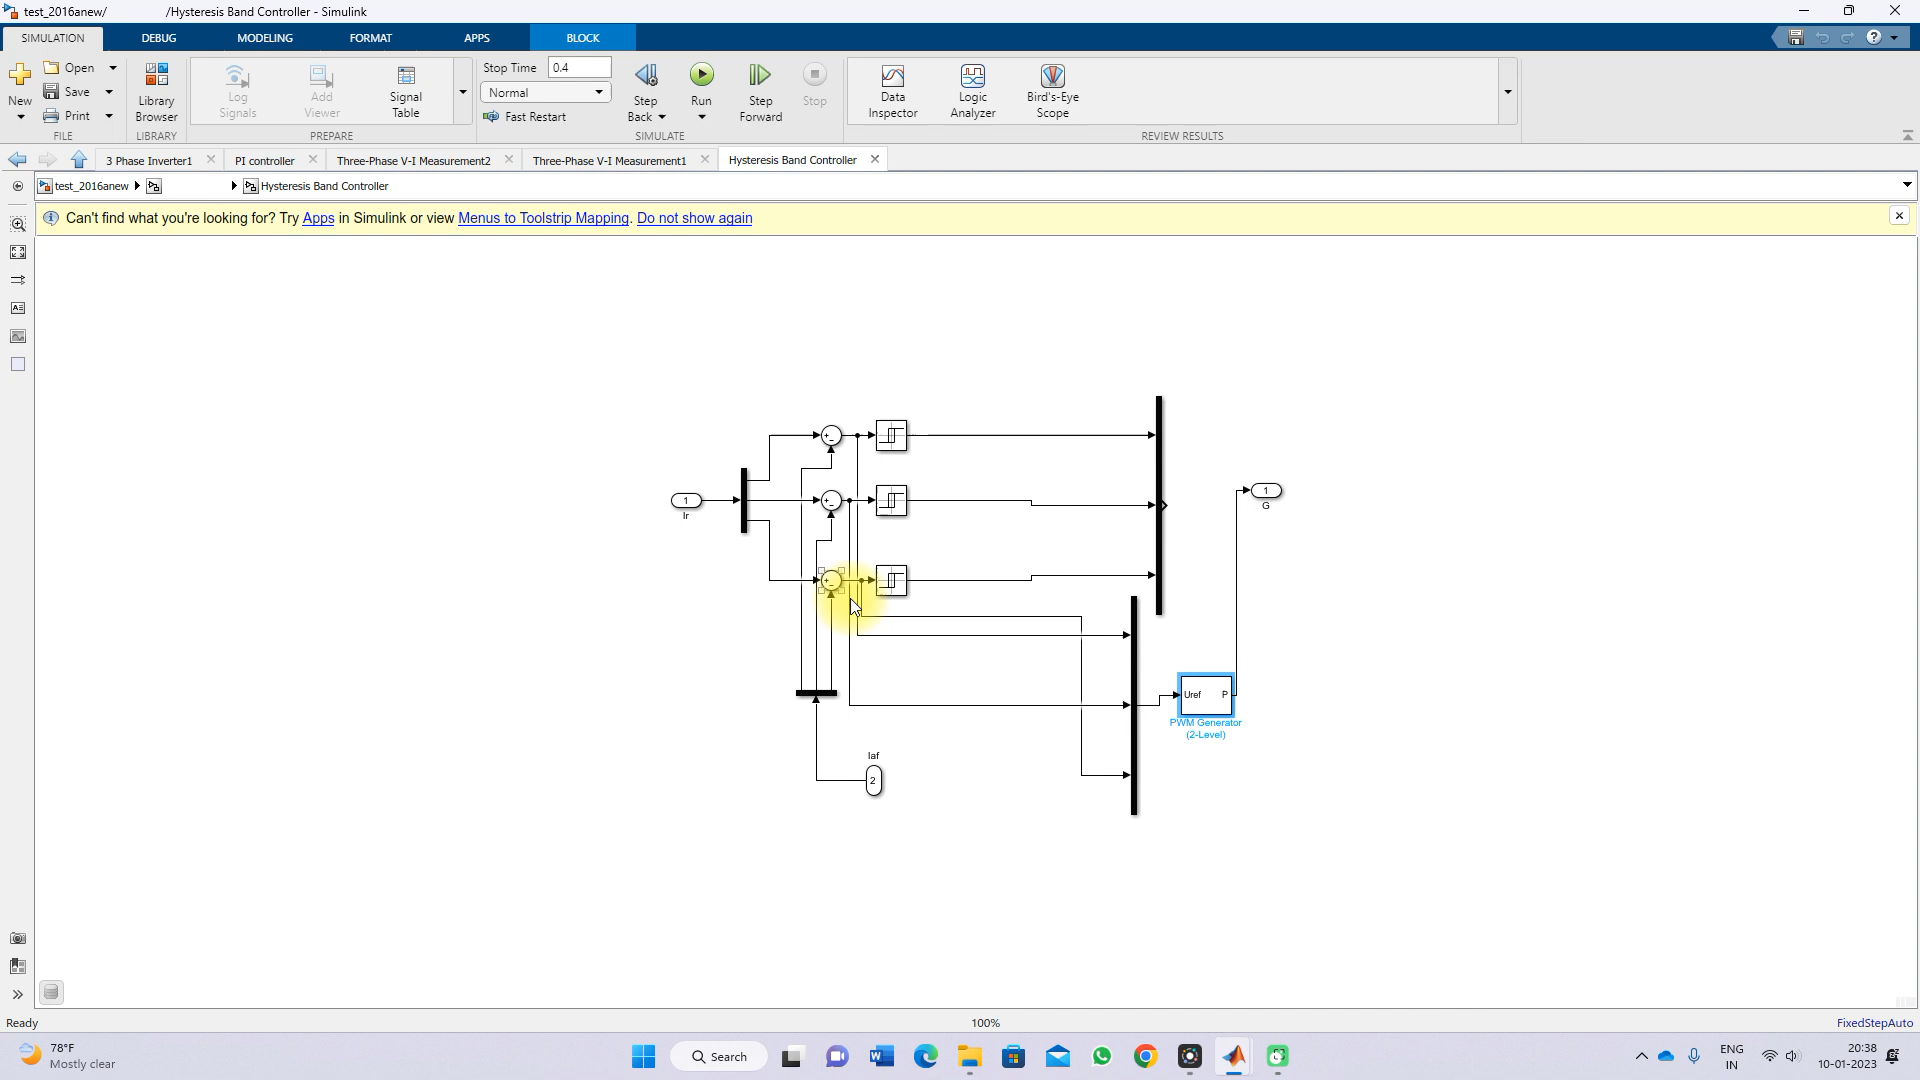 test_2016anew/ /Hysteresis Band Controller - Simulink
SIMULATION DEBUG MODELING FORMAT APPS BLOCK
New
Open
Save
Print
FILE
Library
Browser
LIBRARY
Log
Signals
Add
Viewer
Signal
Table
PREPARE
Stop Time 0.4
Normal
Fast Restart
Step
Back
Run
Step
Forward
Stop
SIMULATE
Data
Inspector
Logic
Analyzer
Bird's-Eye
Scope
REVIEW RESULTS
3 Phase Inverter1 PI controller Three-Phase V-I Measurement2 Three-Phase V-I Measurement1 Hysteresis Band Controller
test_2016anew Hysteresis Band Controller
Can't find what you're looking for? Try Apps in Simulink or view Menus to Toolstrip Mapping. Do not show again
1
Ir
1
G
Uref P
PWM Generator
(2-Level)
Iaf
2
Ready 100% FixedStepAuto
78°F
Mostly clear
Search
ENG
IN
20:38
10-01-2023